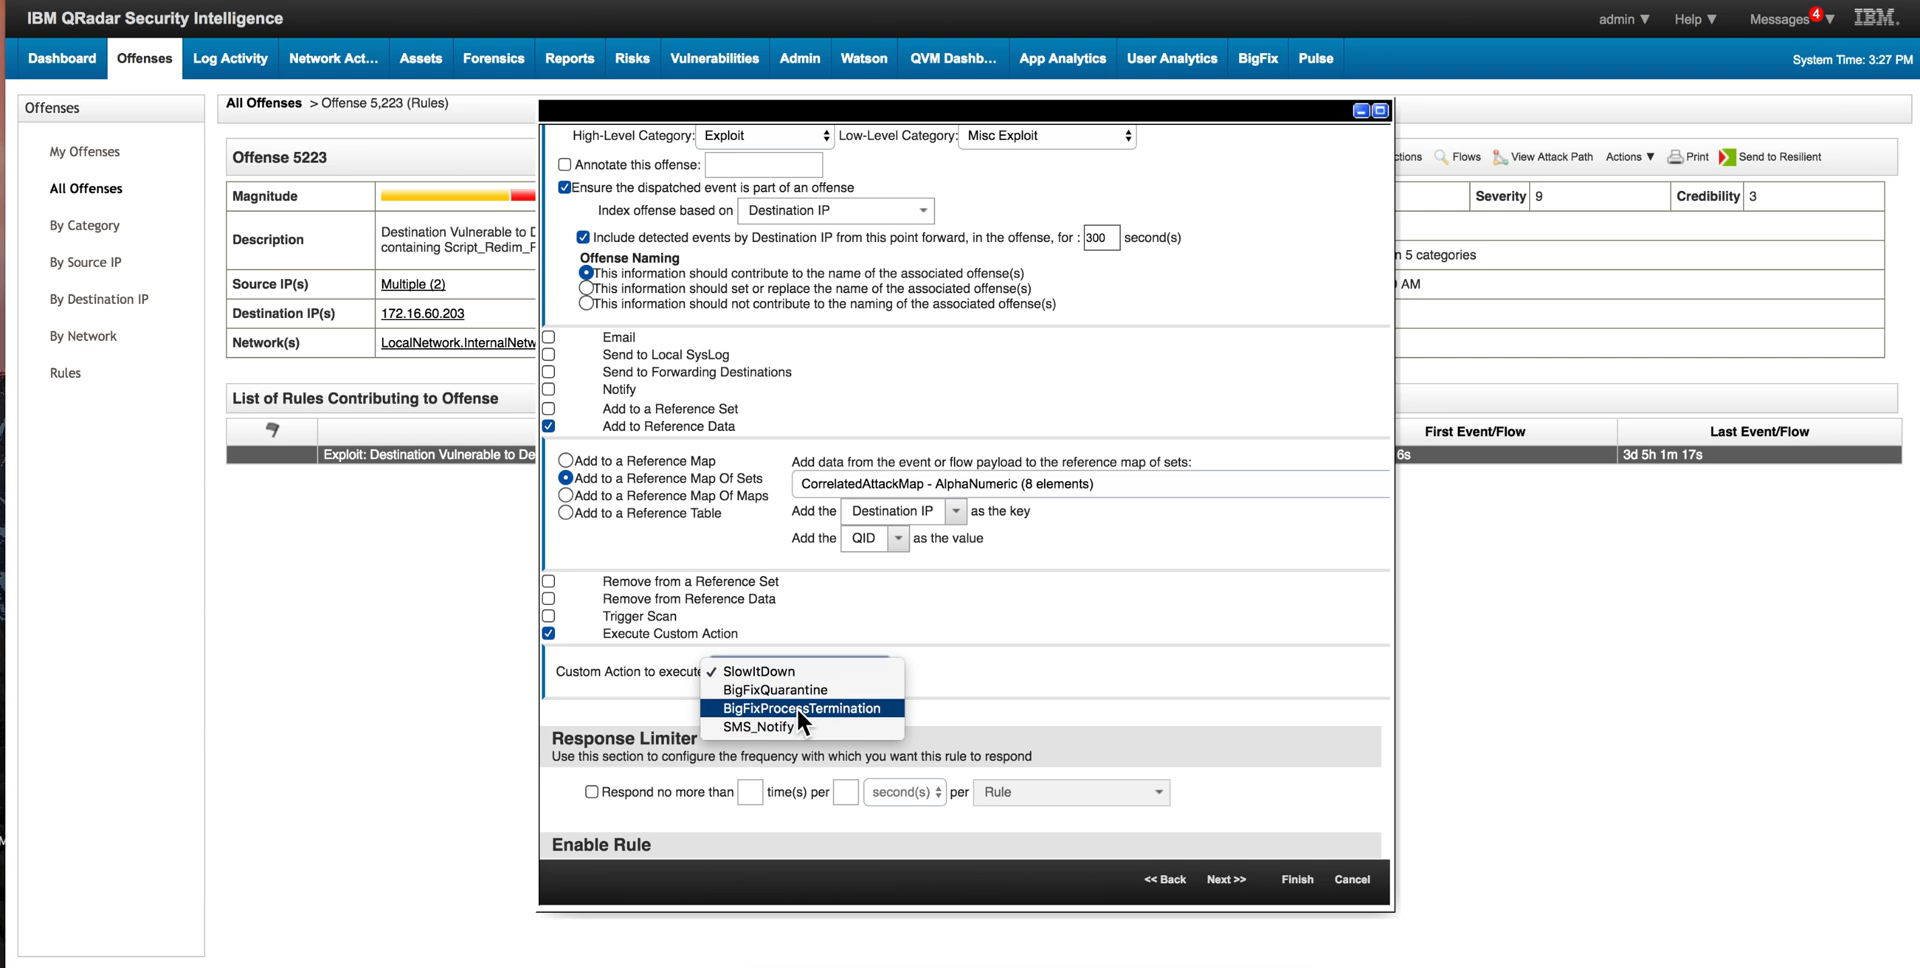 IBM QRadar Security Intelligence
admin ▼ Help ▼ Messages 4 ▼ IBM.
Dashboard Offenses Log Activity Network Act... Assets Forensics Reports Risks Vulnerabilities Admin Watson QVM Dashb... App Analytics User Analytics BigFix Pulse System Time: 3:27 PM
Offenses
My Offenses
All Offenses
By Category
By Source IP
By Destination IP
By Network
Rules
All Offenses > Offense 5,223 (Rules)
Offense 5223
Flows View Attack Path Actions ▼ Print Send to Resilient
Magnitude
Severity 9 Credibility 3
Description
Destination Vulnerable to D
containing Script_Redim_
n 5 categories
Source IP(s) Multiple (2)
AM
Destination IP(s) 172.16.60.203
Network(s) LocalNetwork.InternalNetw
List of Rules Contributing to Offense
First Event/Flow Last Event/Flow
Exploit: Destination Vulnerable to De
6s 3d 5h 1m 17s
High-Level Category: Exploit Low-Level Category: Misc Exploit
Annotate this offense:
Ensure the dispatched event is part of an offense
Index offense based on Destination IP
Include detected events by Destination IP from this point forward, in the offense, for : 300 second(s)
Offense Naming
This information should contribute to the name of the associated offense(s)
This information should set or replace the name of the associated offense(s)
This information should not contribute to the naming of the associated offense(s)
Email
Send to Local SysLog
Send to Forwarding Destinations
Notify
Add to a Reference Set
Add to Reference Data
Add to a Reference Map
Add to a Reference Map Of Sets
Add to a Reference Map Of Maps
Add to a Reference Table
Add data from the event or flow payload to the reference map of sets:
CorrelatedAttackMap - AlphaNumeric (8 elements)
Add the Destination IP as the key
Add the QID as the value
Remove from a Reference Set
Remove from Reference Data
Trigger Scan
Execute Custom Action
Custom Action to execute
✓ SlowItDown
BigFixQuarantine
BigFixProcessTermination
SMS_Notify
Response Limiter
Use this section to configure the frequency with which you want this rule to respond
Respond no more than time(s) per second(s) per Rule
Enable Rule
<< Back Next >> Finish Cancel